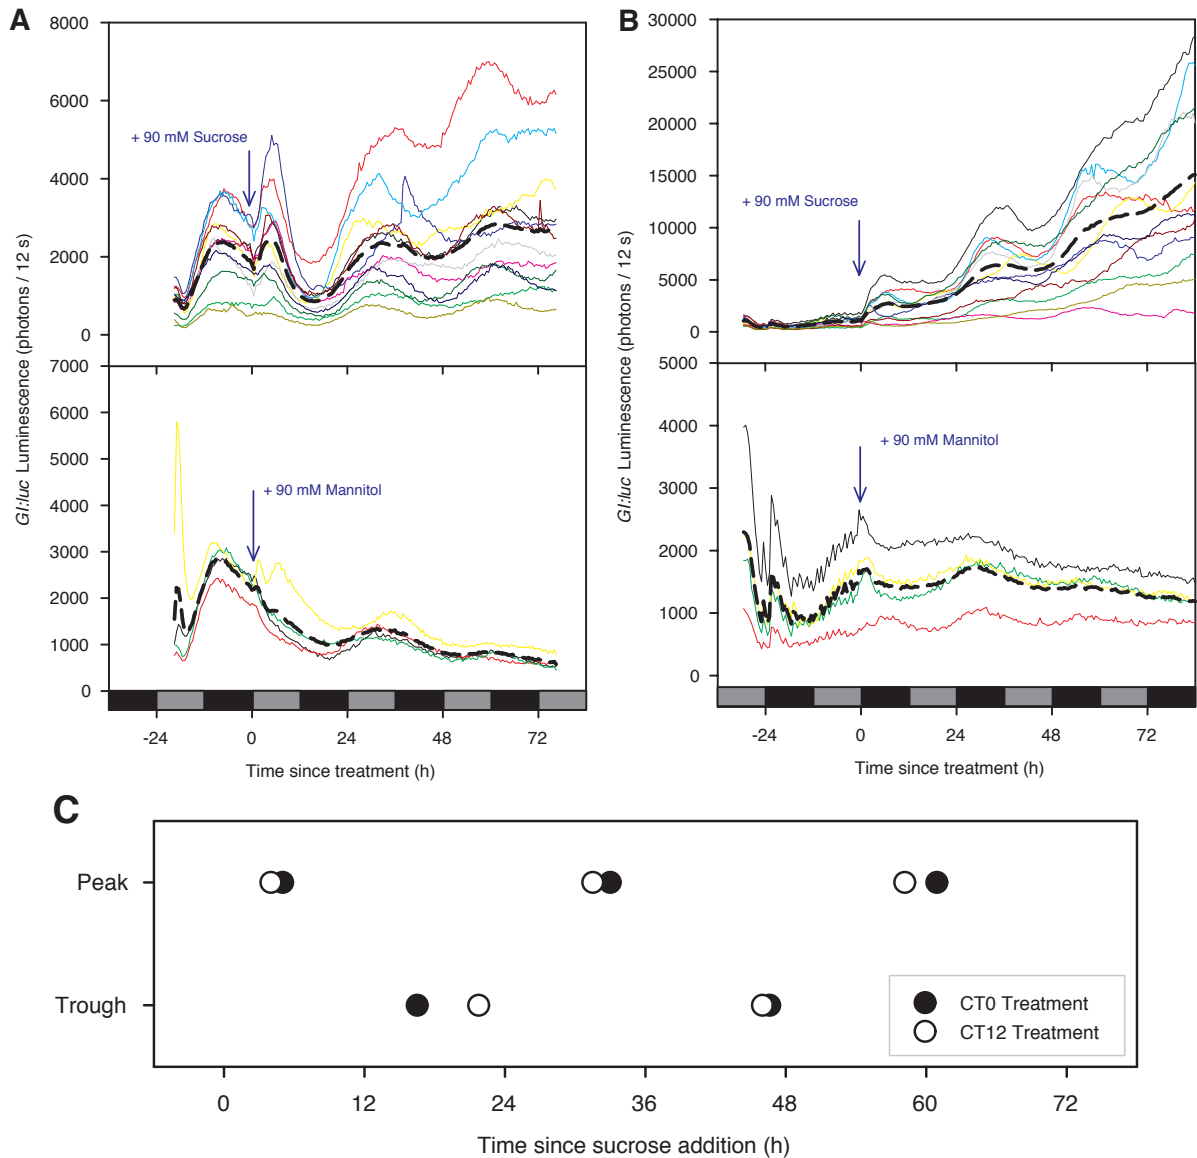 A
GI:luc Luminescence (photons / 12 s)
8000
6000
4000
2000
0
+ 90 mM Sucrose
7000
6000
5000
4000
3000
2000
1000
0
+ 90 mM Mannitol
-24 0 24 48 72
Time since treatment (h)
B
GI:luc Luminescence (photons / 12 s)
30000
25000
20000
15000
10000
5000
0
+ 90 mM Sucrose
5000
4000
3000
2000
1000
0
+ 90 mM Mannitol
-24 0 24 48 72
Time since treatment (h)
C
Peak
Trough
CT0 Treatment
CT12 Treatment
0 12 24 36 48 60 72
Time since sucrose addition (h)